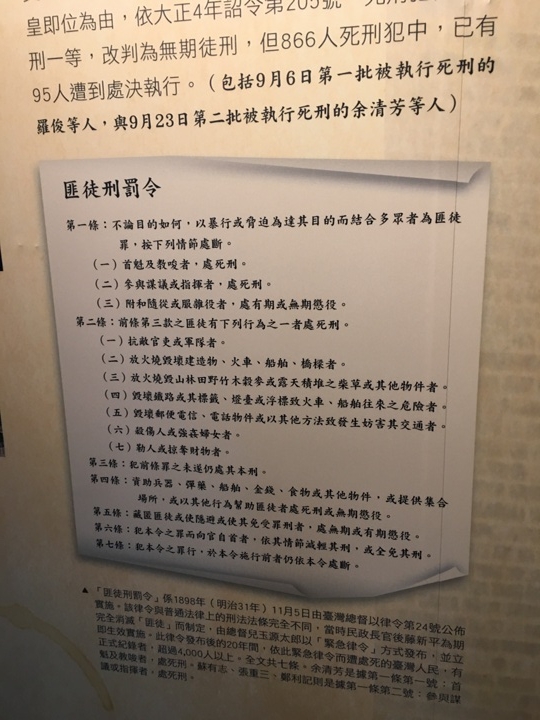 皇即位為由，依大正4年詔令第205號
刑一等，改判為無期徒刑，但866人死刑犯中，已有
95人遭到處決執行。（包括9月6日第一批被執行死刑的
羅俊等人，與9月23日第二批被執行死刑的余清芳等人）
匪徒刑罰令
第一條：不論目的如何，以暴行或脅迫為達其目的而結合多眾者為匪徒
罪，按下列情節處斷。
（一）首魁及教唆者，處死刑。
（二）參與謀議或指揮者，處死刑。
（三）附和隨從或服雜役者，處有期或無期懲役。
第二條：前條第三款之匪徒有下列行為之一者處死刑。
（一）抗敵官吏或軍隊者。
（二）放火燒毀壞建造物、火車、船舶、橋樑者。
（三）放火燒毀山林田野竹木穀麥或露天積堆之柴草或其他物件者。
（四）毀壞鐵路或其標籤、燈臺或浮標致火車、船舶往來之危險者。
（五）毀壞郵便電信、電話物件或以其他方法致發生妨害其交通者。
（六）殺傷人或強姦婦女者。
（七）勒人或掠奪財物者。
第三條：犯前條罪之未遂仍處其本刑。
第四條：資助兵器、彈藥、船舶、金錢、食物或其他物件，或提供集合
場所，或以其他行為幫助匪徒者處死刑或無期懲役。
第五條：藏匿匪徒或使隱避或使其免受罪刑者，處無期或有期懲役。
第六條：犯本令之罪而向官自首者，依其情節減輕其刑，或全免其刑。
第七條：犯本令之罪行，於本令施行前者仍依本令處斷。
▲「匪徒刑罰令」係1898年（明治31年）11月5日由臺灣總督以律令第24號公佈
實施。該律令與普通法律上的刑法法條完全不同，當時民政長官後藤新平為期
完全消滅「匪徒」而制定，由總督兒玉源太郎以「緊急律令」方式發布，並立
即生效實施。此律令發布後的20年間，依此緊急律令而遭處死的臺灣人民，有
正式紀錄者，超過4,000人以上。全文共七條。余清芳是據第一條第一號：首
魁及教唆者，處死刑。蘇有志、張重三、鄭利記則是據第一條第二號：參與謀
議或指揮者，處死刑。